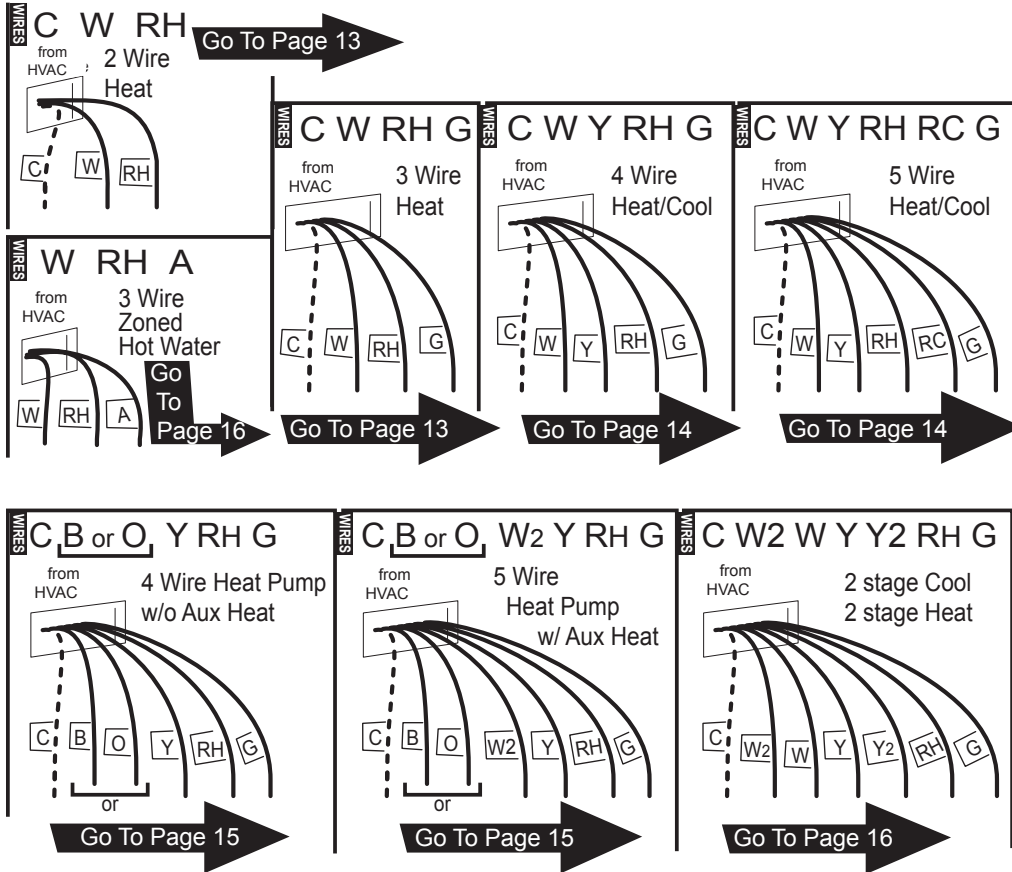 WIRES
C W RH
Go To Page 13
from
HVAC
2 Wire
Heat
C W RH
WIRES
W RH A
from
HVAC
3 Wire
Zoned
Hot Water
Go
To
Page 16
W RH A
WIRES
C W RH G
from
HVAC
3 Wire
Heat
C W RH G
Go To Page 13
WIRES
C W Y RH G
from
HVAC
4 Wire
Heat/Cool
C W Y RH G
Go To Page 14
WIRES
C W Y RH RC G
from
HVAC
5 Wire
Heat/Cool
C W Y RH RC G
Go To Page 14
WIRES
C B or O Y RH G
from
HVAC
4 Wire Heat Pump
w/o Aux Heat
C B O Y RH G
or
Go To Page 15
WIRES
C B or O W2 Y RH G
from
HVAC
5 Wire
Heat Pump
w/ Aux Heat
C B O W2 Y RH G
or
Go To Page 15
WIRES
C W2 W Y Y2 RH G
from
HVAC
2 stage Cool
2 stage Heat
C W2 W Y Y2 RH G
Go To Page 16